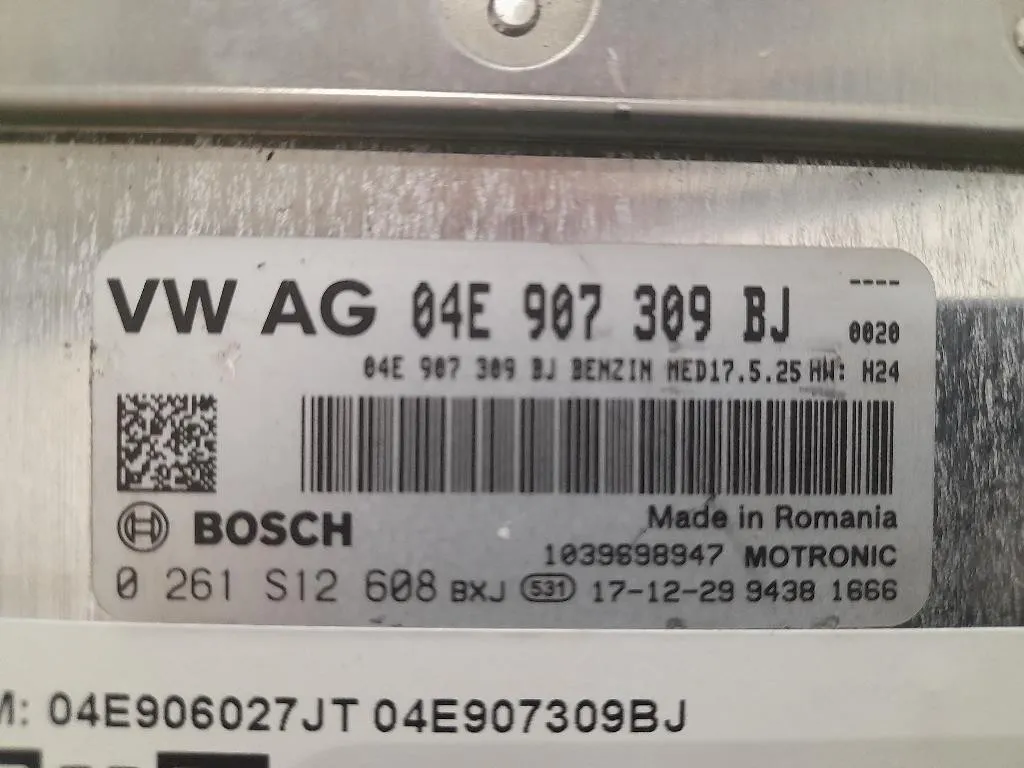 VW AG 04E 907 309 BJ ----
0020
04E 907 309 BJ BENZIN MED17.5.25 HW: H24
BOSCH
Made in Romania
1039S98947 MOTRONIC
0 261 S12 608 BXJ 531 17-12-29 9438 1666
M: 04E906027JT 04E907309BJ